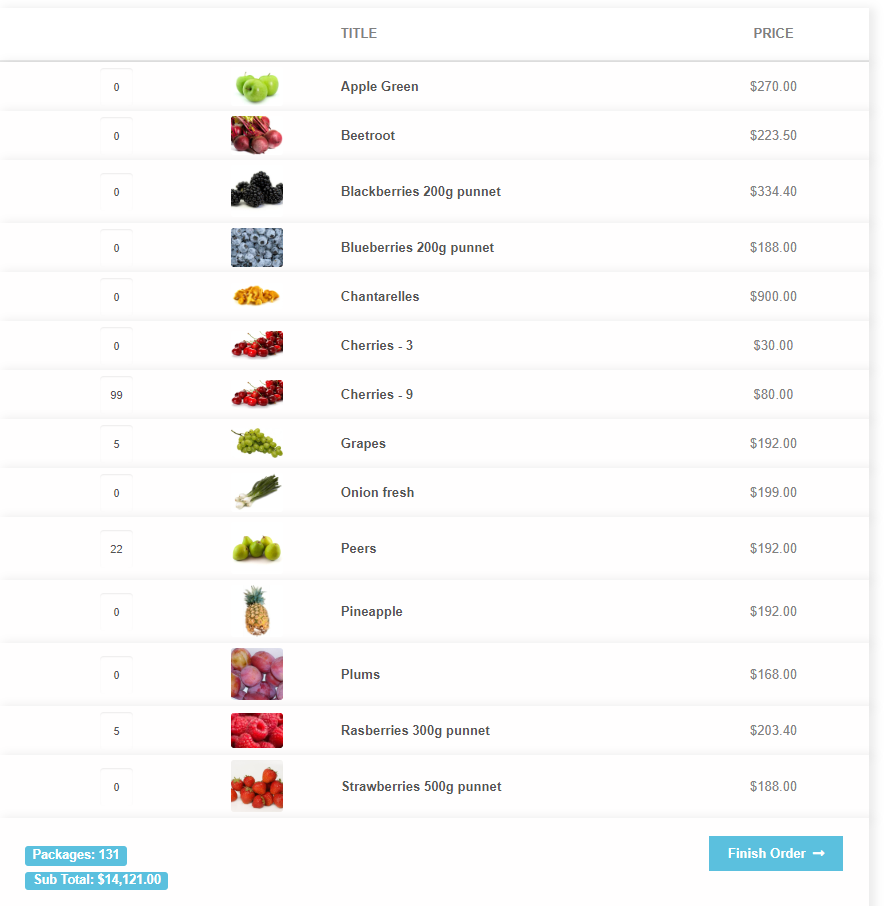 TITLE PRICE
0 Apple Green $270.00
0 Beetroot $223.50
0 Blackberries 200g punnet $334.40
0 Blueberries 200g punnet $188.00
0 Chantarelles $900.00
0 Cherries - 3 $30.00
99 Cherries - 9 $80.00
5 Grapes $192.00
0 Onion fresh $199.00
22 Peers $192.00
0 Pineapple $192.00
0 Plums $168.00
5 Rasberries 300g punnet $203.40
0 Strawberries 500g punnet $188.00
Packages: 131 Finish Order →
Sub Total: $14,121.00